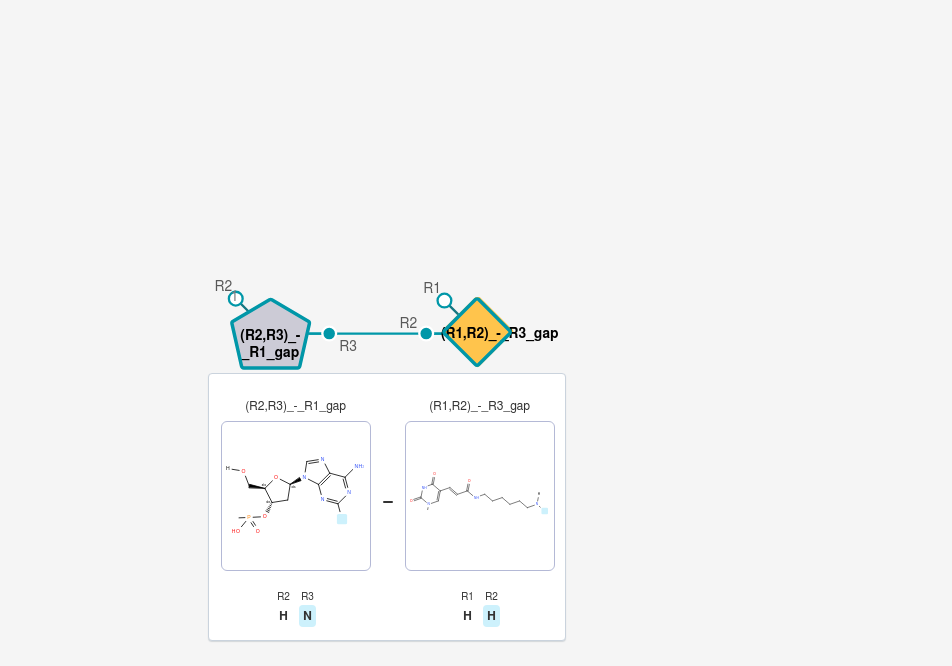 R2
R1
R2
R3
(R2,R3)_-
_R1_gap
(R1,R2)_-_R3_gap
(R2,R3)_-_R1_gap
(R1,R2)_-_R3_gap
H
O
O
N
N
NH₂
N
N
O
P
HO
O
O
NH
O
N
O
NH
N
R2 R3
H N
R1 R2
H H